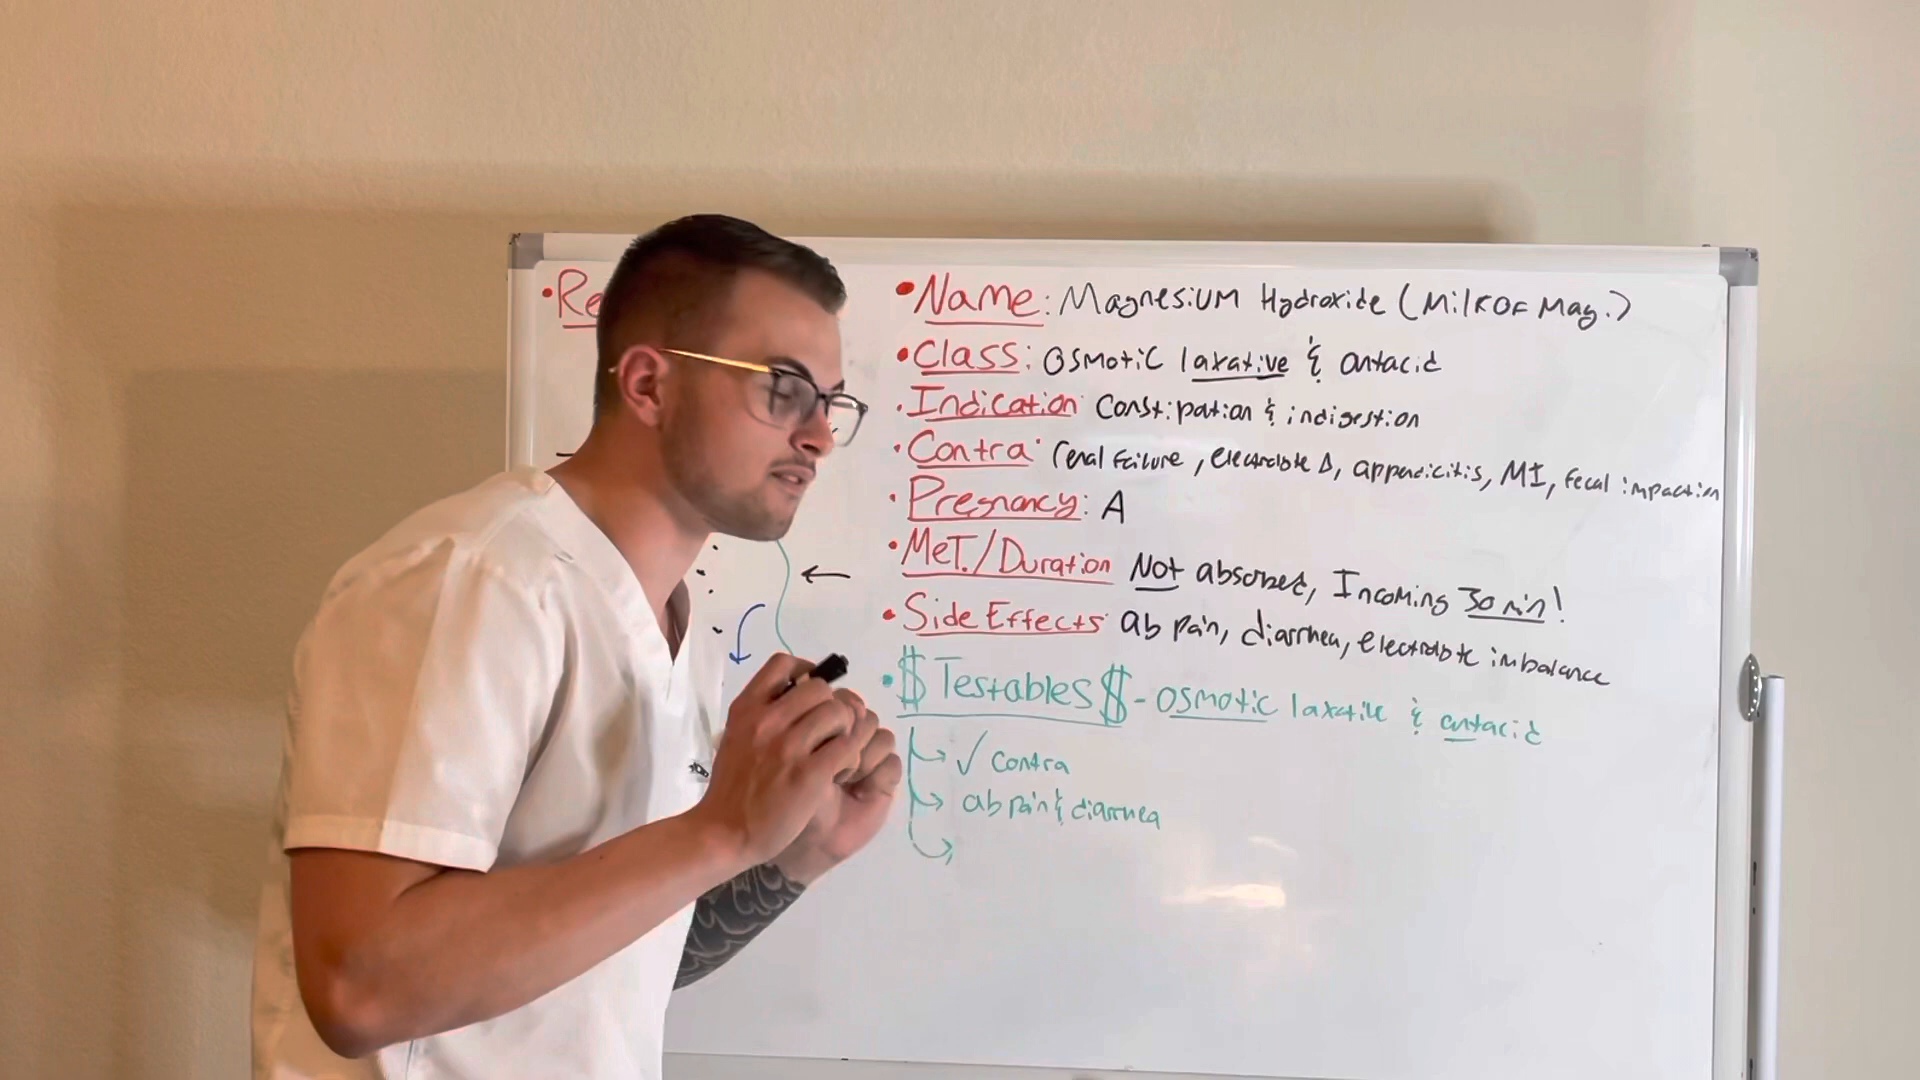 •Re
•Name: Magnesium Hydroxide (Milk OF Mag.)
•Class: Osmotic laxative & antacid
•Indication Constipation & indigestion
•Contra: renal Failure, electrolyte Δ, appendicitis, MI, Fecal impaction
•Pregnancy: A
•MeT./Duration Not absorbed, Incoming 30 min!
•Side Effects: ab pain, diarrhea, electrolyte imbalance
•$Testables$ - osmotic laxative & antacid
↳ ✓ Contra
↳ ab pain & diarrhea